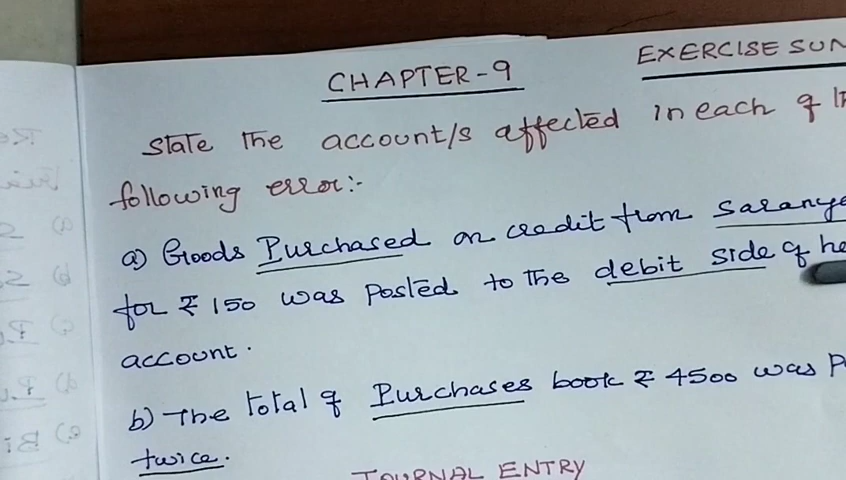 CHAPTER-9 EXERCISE
State the account/s affected in each of
following error:-
a) Goods Purchased on credit from Saranya
for ₹150 was Posted to the debit side of
account.
b) The total of Purchases book ₹ 4500 was
twice.
JOURNAL ENTRY